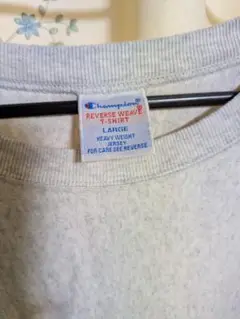 Champion
REVERSE WEAVE
T-SHIRT
LARGE
HEAVY WEIGHT
JERSEY
FOR CARE SEE REVERSE